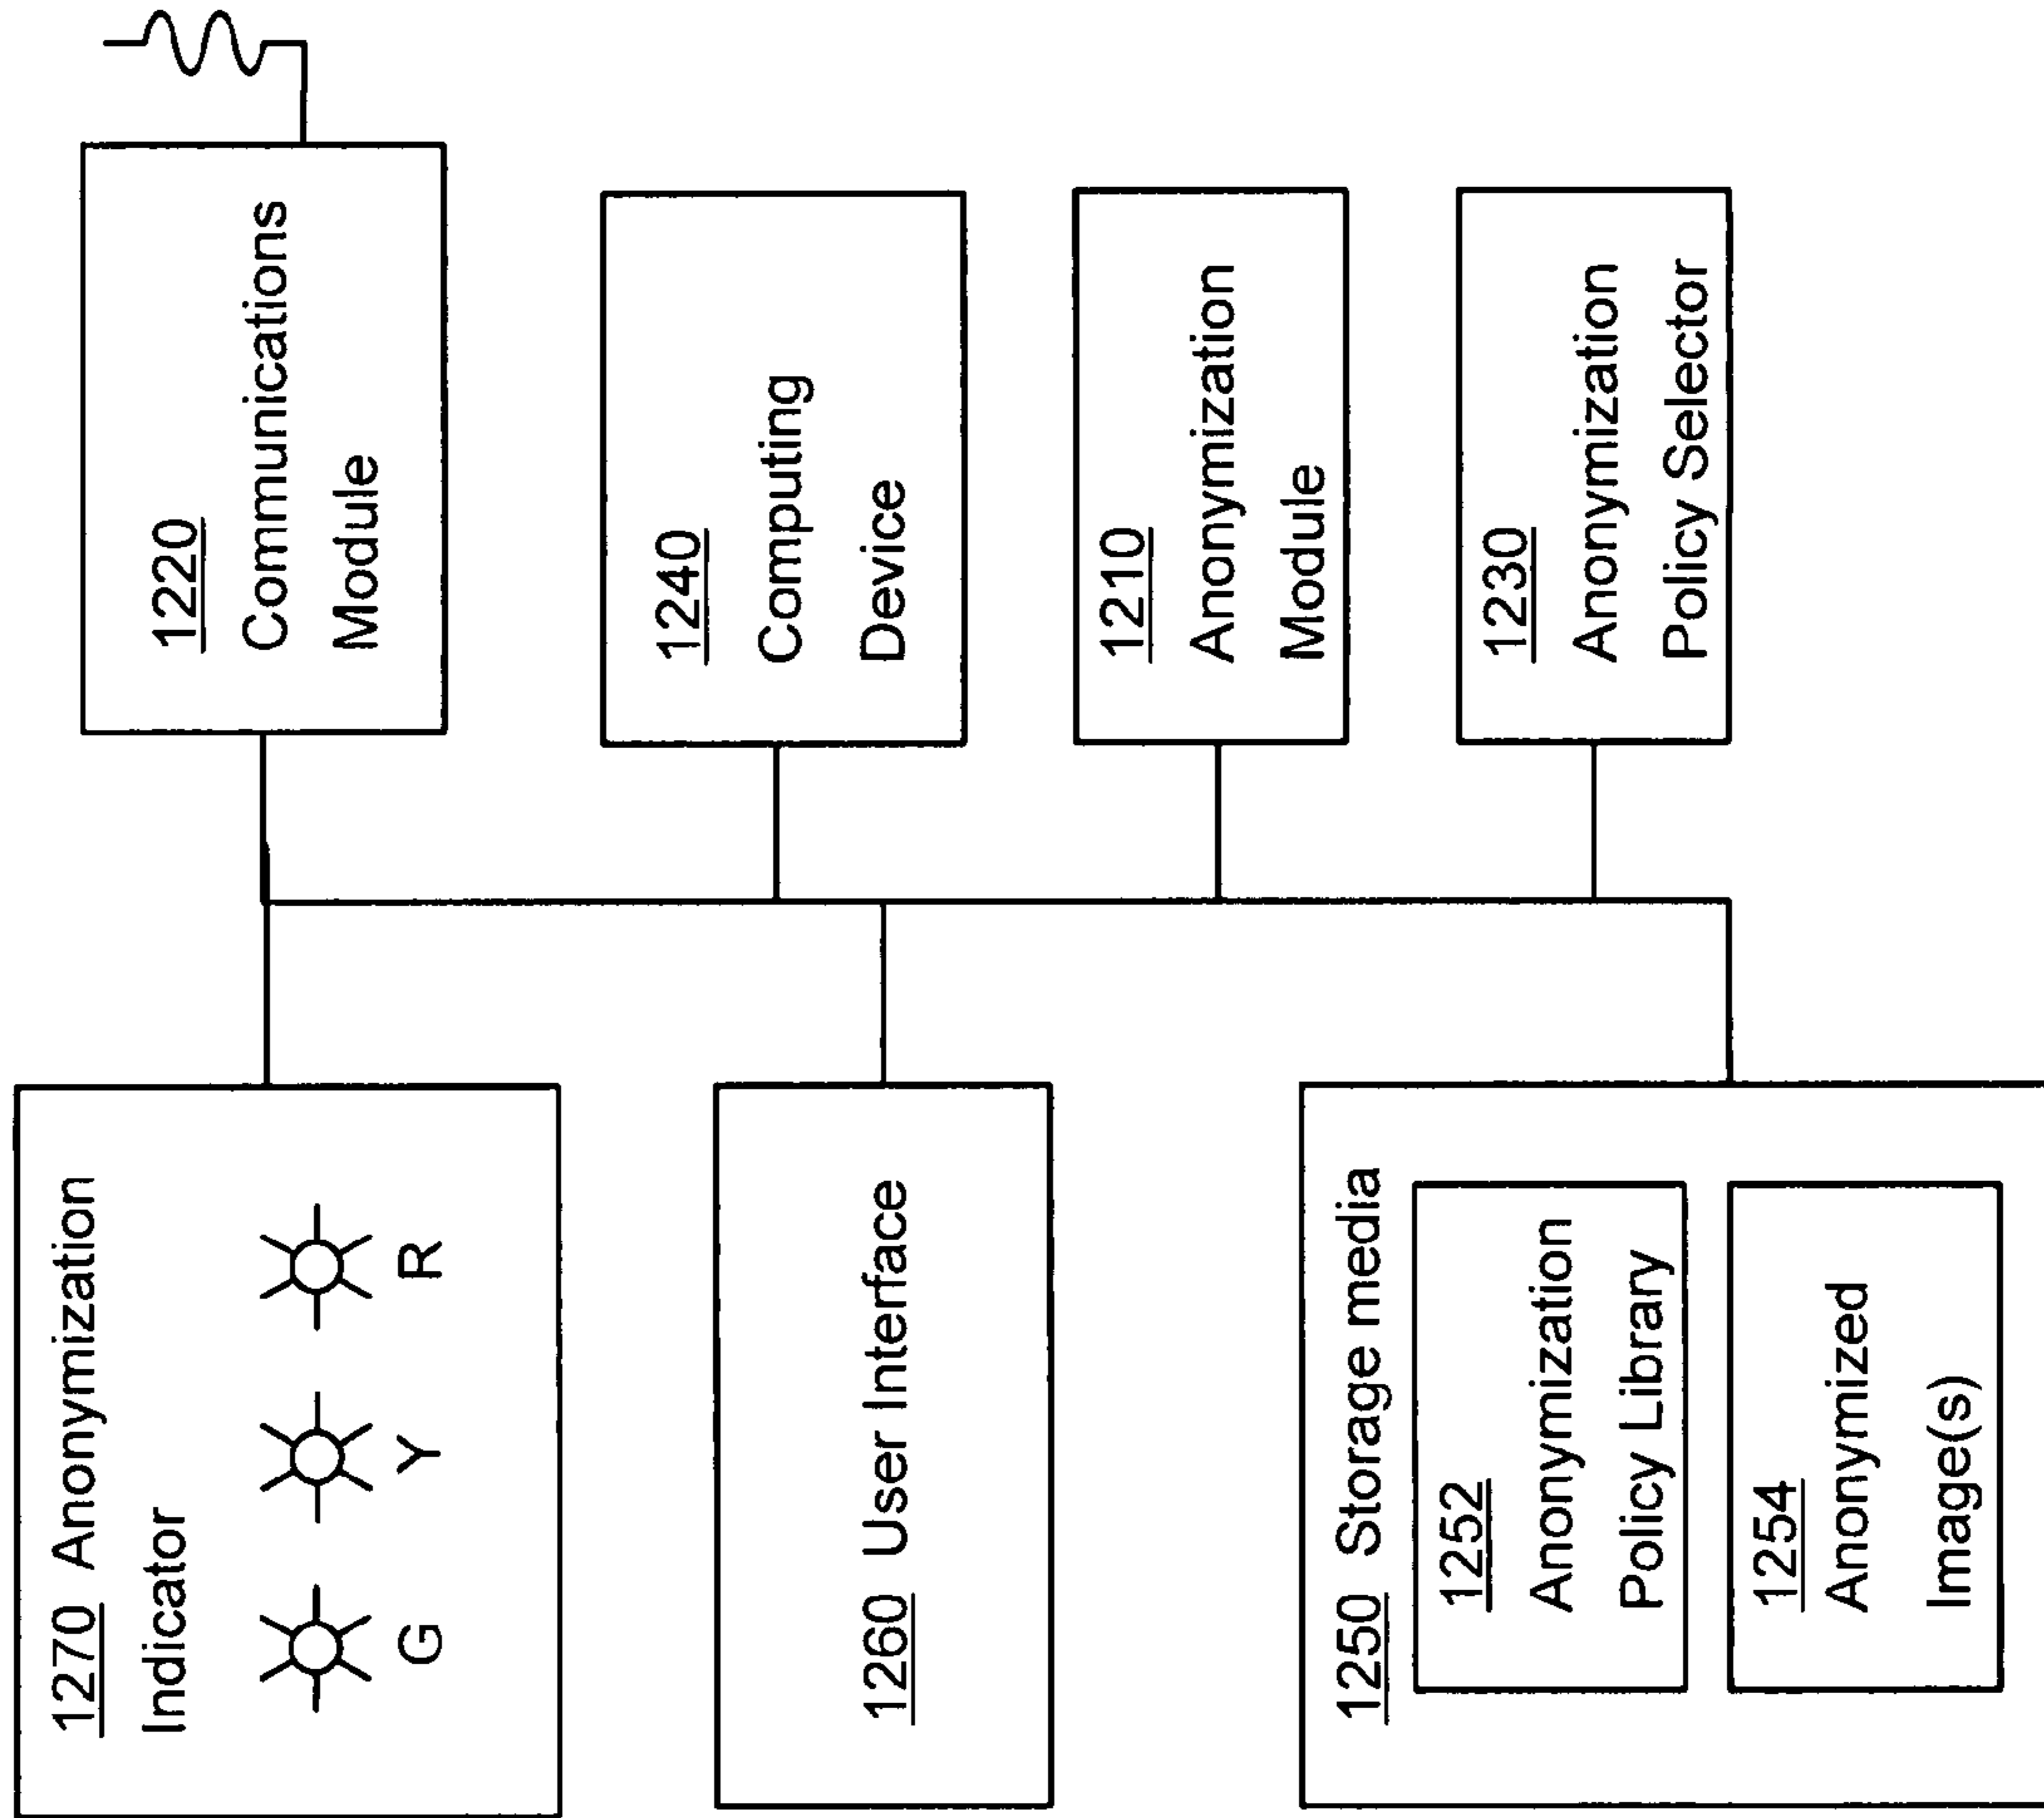 1270 Anonymization
Indicator
G Y R
1260 User Interface
1250 Storage media
1252
Anonymization
Policy Library
1254
Anonymized
Image(s)
1220
Communications
Module
1240
Computing
Device
1210
Anonymization
Module
1230
Anonymization
Policy Selector